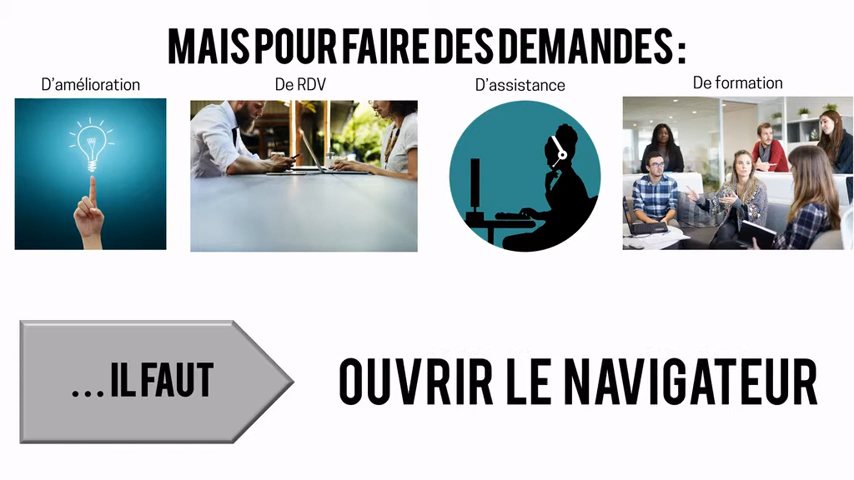 MAIS POUR FAIRE DES DEMANDES :
D'amélioration
De RDV
D'assistance
De formation
...IL FAUT
OUVRIR LE NAVIGATEUR